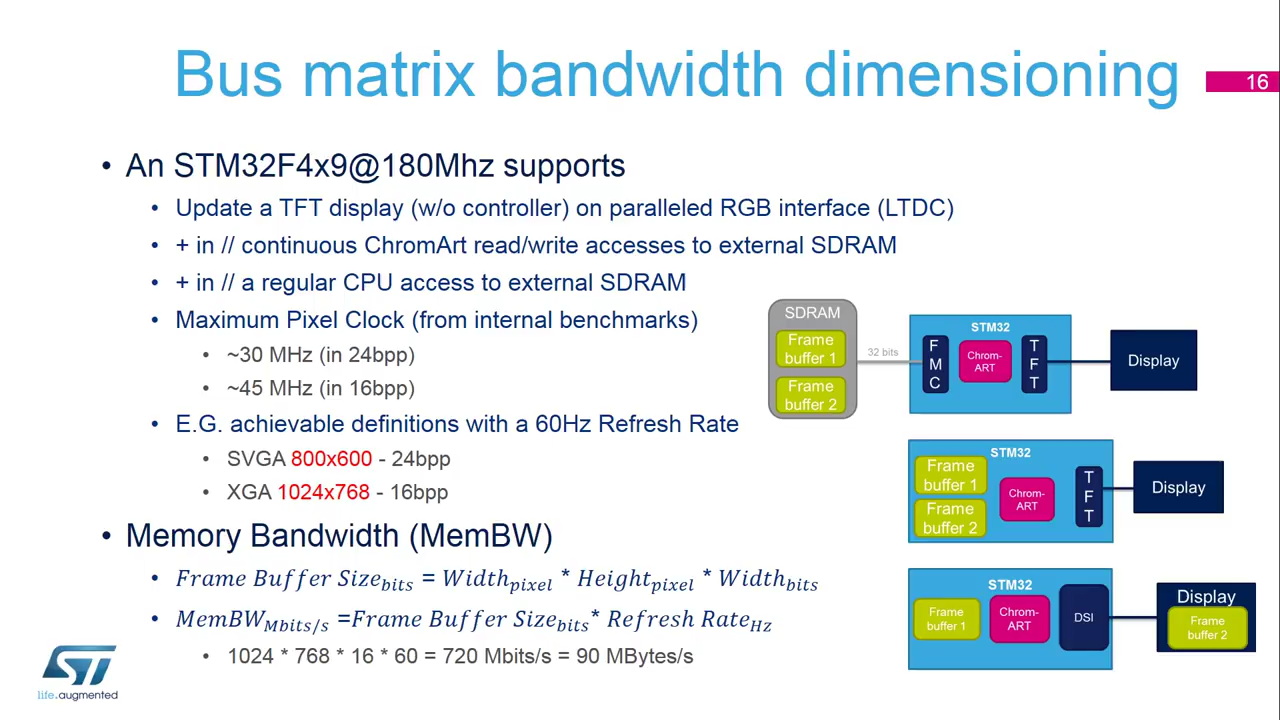 Bus matrix bandwidth dimensioning
16
• An STM32F4x9@180Mhz supports
• Update a TFT display (w/o controller) on paralleled RGB interface (LTDC)
• + in // continuous ChromArt read/write accesses to external SDRAM
• + in // a regular CPU access to external SDRAM
• Maximum Pixel Clock (from internal benchmarks)
• ~30 MHz (in 24bpp)
• ~45 MHz (in 16bpp)
• E.G. achievable definitions with a 60Hz Refresh Rate
• SVGA 800x600 - 24bpp
• XGA 1024x768 - 16bpp
• Memory Bandwidth (MemBW)
• Frame Buffer Size_bits = Width_pixel * Height_pixel * Width_bits
• MemBW_Mbits/s =Frame Buffer Size_bits* Refresh Rate_Hz
• 1024 * 768 * 16 * 60 = 720 Mbits/s = 90 MBytes/s
SDRAM
Frame
buffer 1
Frame
buffer 2
32 bits
STM32
F
M
C
Chrom-
ART
T
F
T
Display
STM32
Frame
buffer 1
Frame
buffer 2
Chrom-
ART
T
F
T
Display
STM32
Frame
buffer 1
Chrom-
ART
DSI
Display
Frame
buffer 2
ST
life.augmented